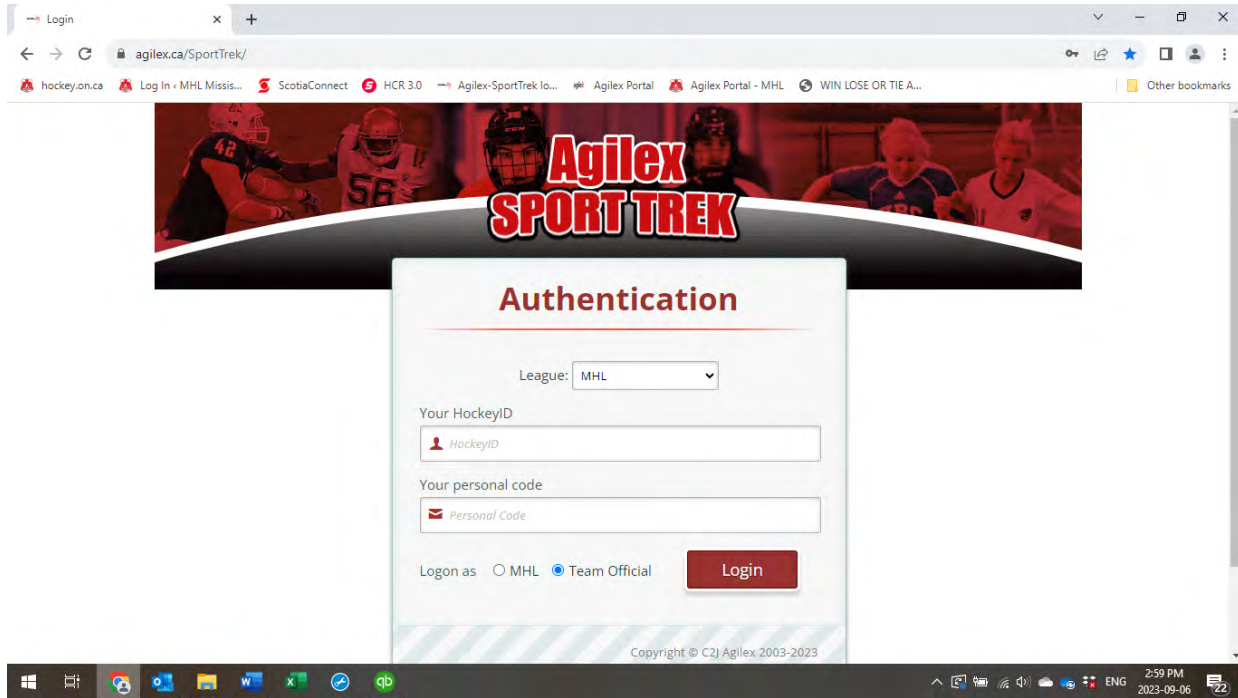 Login
agilex.ca/SportTrek/
hockey.on.ca Log In ‹ MHL Missis... ScotiaConnect HCR 3.0 Agilex-SportTrek lo... Agilex Portal Agilex Portal - MHL WIN LOSE OR TIE A... Other bookmarks
42
56
Agilex
SPORT TREK
Authentication
League: MHL
Your HockeyID
HockeyID
Your personal code
Personal Code
Logon as MHL Team Official Login
Copyright © C2J Agilex 2003-2023
ENG 2:59 PM
2023-09-06
22